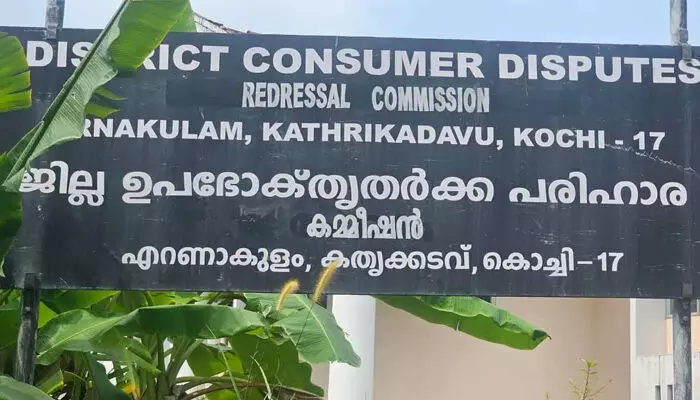 DISTRICT CONSUMER DISPUTES
REDRESSAL COMMISSION
ERNAKULAM, KATHRIKADAVU, KOCHI - 17
ജില്ല ഉപഭോക്തൃതർക്ക പരിഹാര
കമ്മീഷൻ
എറണാകുളം, കതൃക്കടവ്, കൊച്ചി-17